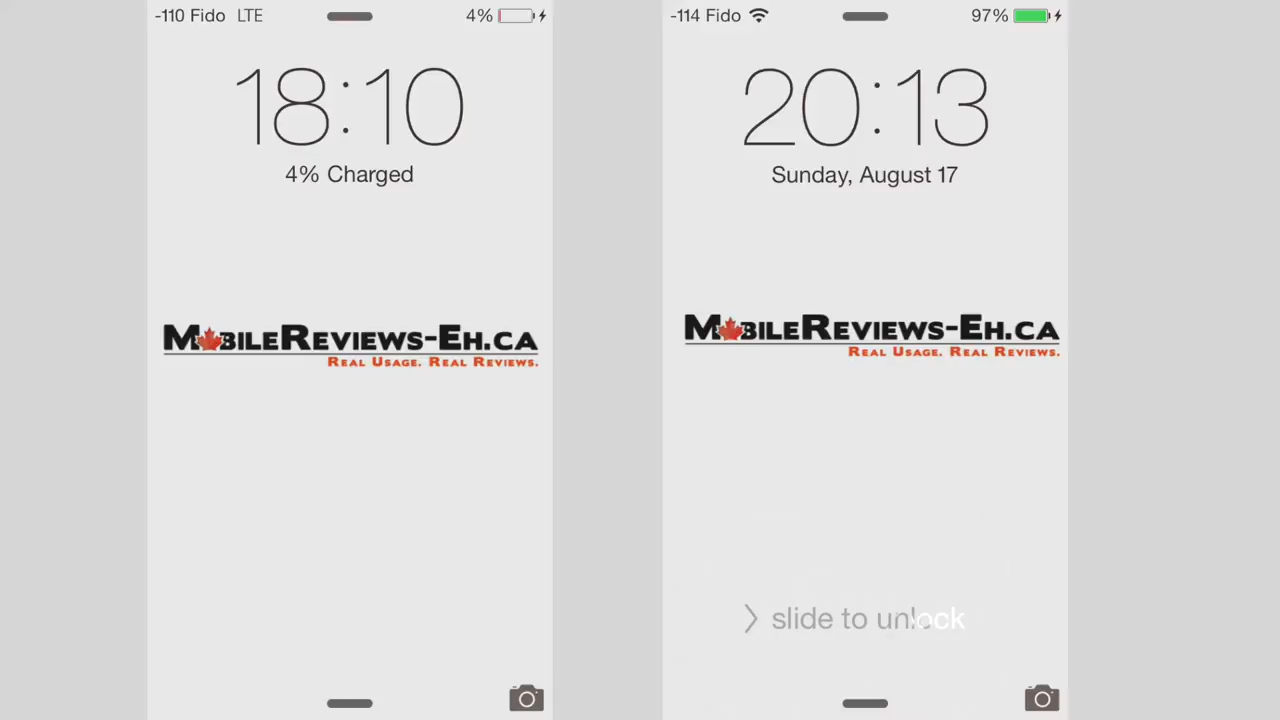 -110 Fido LTE 4%
18:10
4% Charged
MOBILEREVIEWS-EH.CA
REAL USAGE. REAL REVIEWS.
-114 Fido 97%
20:13
Sunday, August 17
MOBILEREVIEWS-EH.CA
REAL USAGE. REAL REVIEWS.
slide to unlock